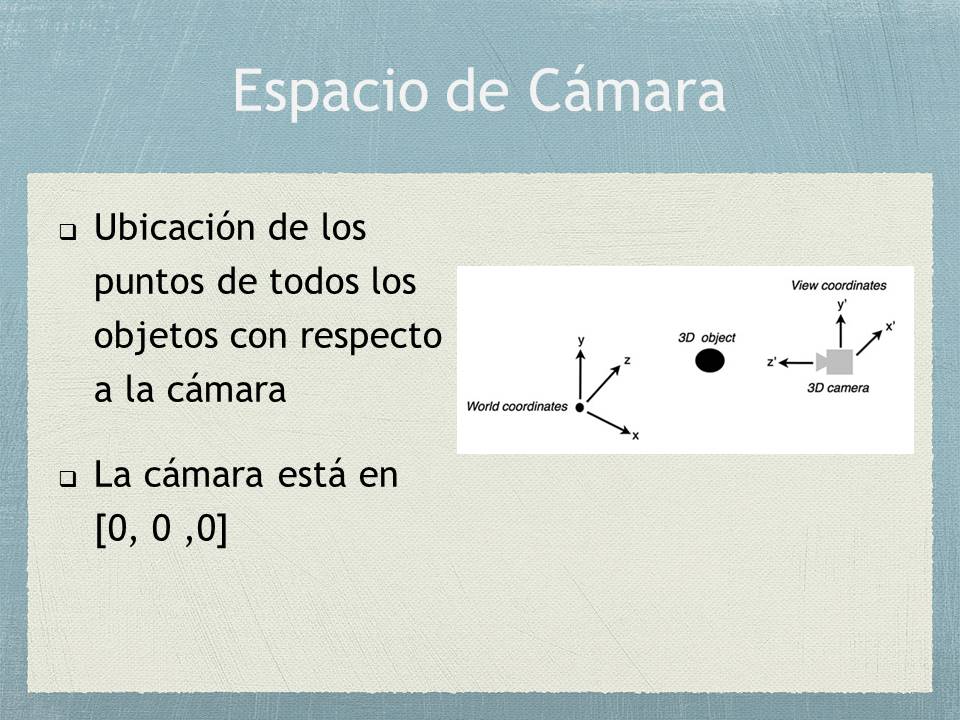 Espacio de Cámara
Ubicación de los
puntos de todos los
objetos con respecto
a la cámara
La cámara está en
[0, 0 ,0]
View coordinates
y'
x'
3D object
z'
3D camera
y
z
World coordinates
x